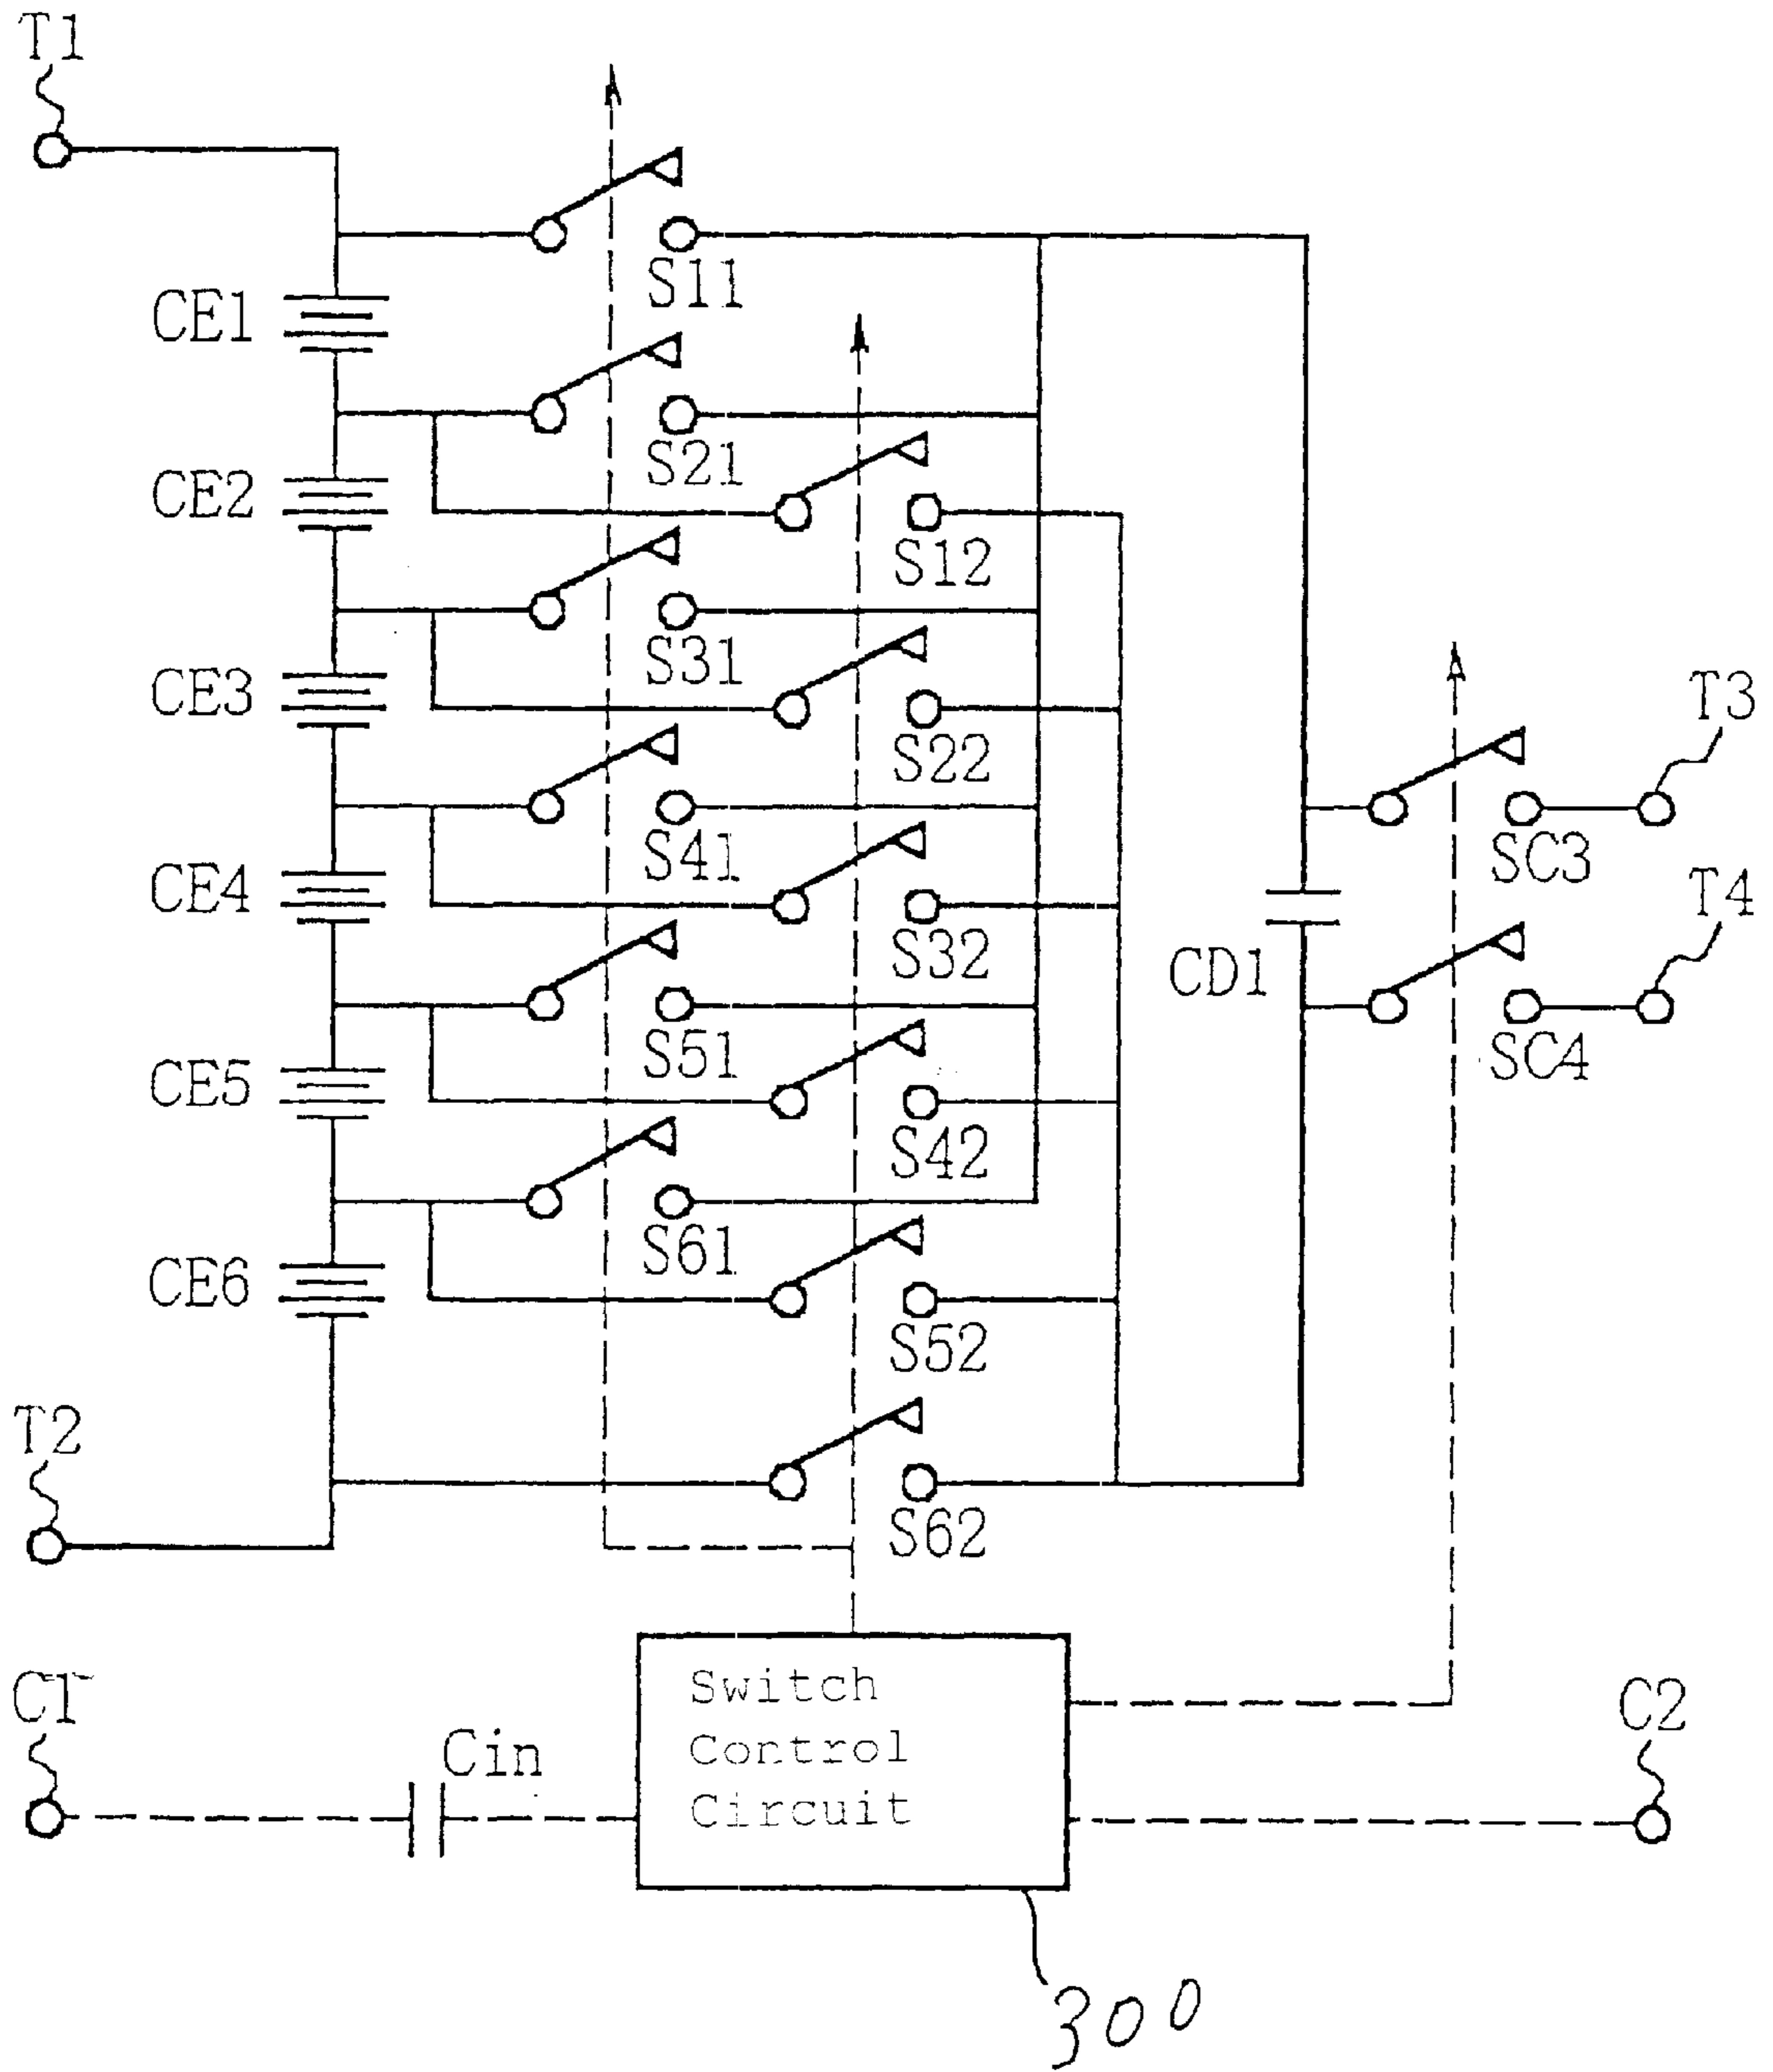 T1
S11
CE1
S21
CE2
S12
S31
CE3
T3
S22
S41
SC3
CE4
T4
S32
CD1
S51
SC4
CE5
S42
S61
CE6
S52
T2
S62
Switch
Control
Circuit
C1
C2
Cin
300